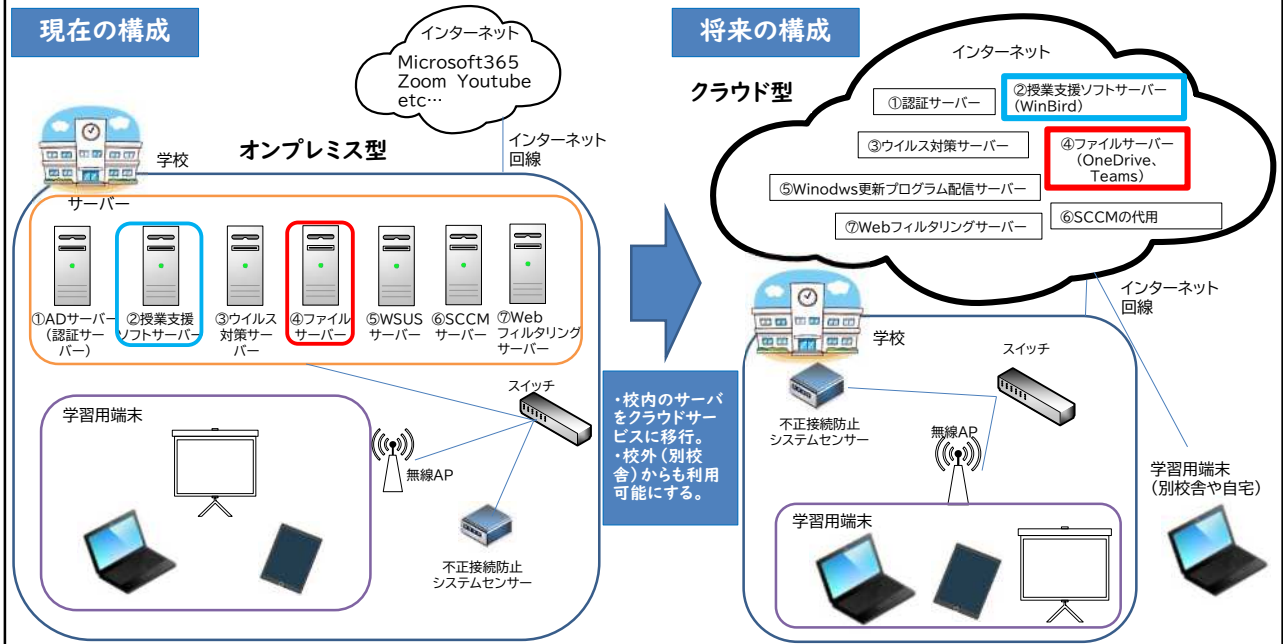 現在の構成
インターネット
Microsoft365
Zoom Youtube
etc…
インターネット
回線
学校
オンプレミス型
サーバー
①ADサーバー
(認証サー
バー)
②授業支援
ソフトサーバー
③ウイルス
対策サー
バー
④ファイル
サーバー
⑤WSUS
サーバー
⑥SCCM
サーバー
⑦Web
フィルタリング
サーバー
スイッチ
学習用端末
無線AP
不正接続防止
システムセンサー
・校内のサーバ
をクラウドサー
ビスに移行。
・校外(別校
舎)からも利用
可能にする。
将来の構成
インターネット
クラウド型
①認証サーバー
②授業支援ソフトサーバー
(WinBird)
③ウイルス対策サーバー
④ファイルサーバー
(OneDrive、
Teams)
⑤Winodws更新プログラム配信サーバー
⑥SCCMの代用
⑦Webフィルタリングサーバー
インターネット
回線
学校
スイッチ
不正接続防止
システムセンサー
無線AP
学習用端末
学習用端末
(別校舎や自宅)